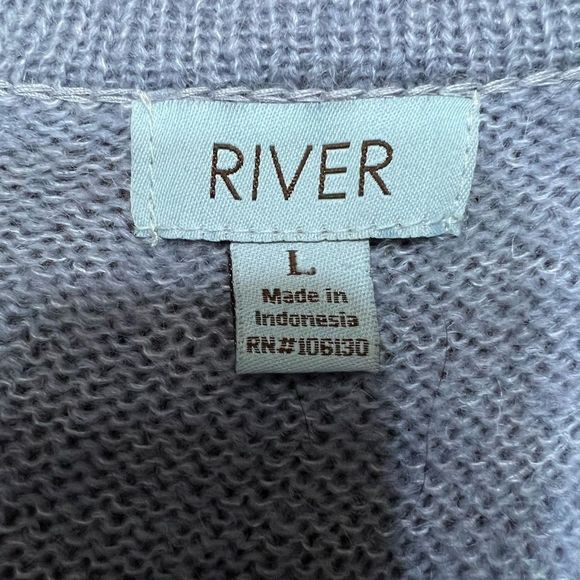 RIVER
L
Made in
Indonesia
RN#106130